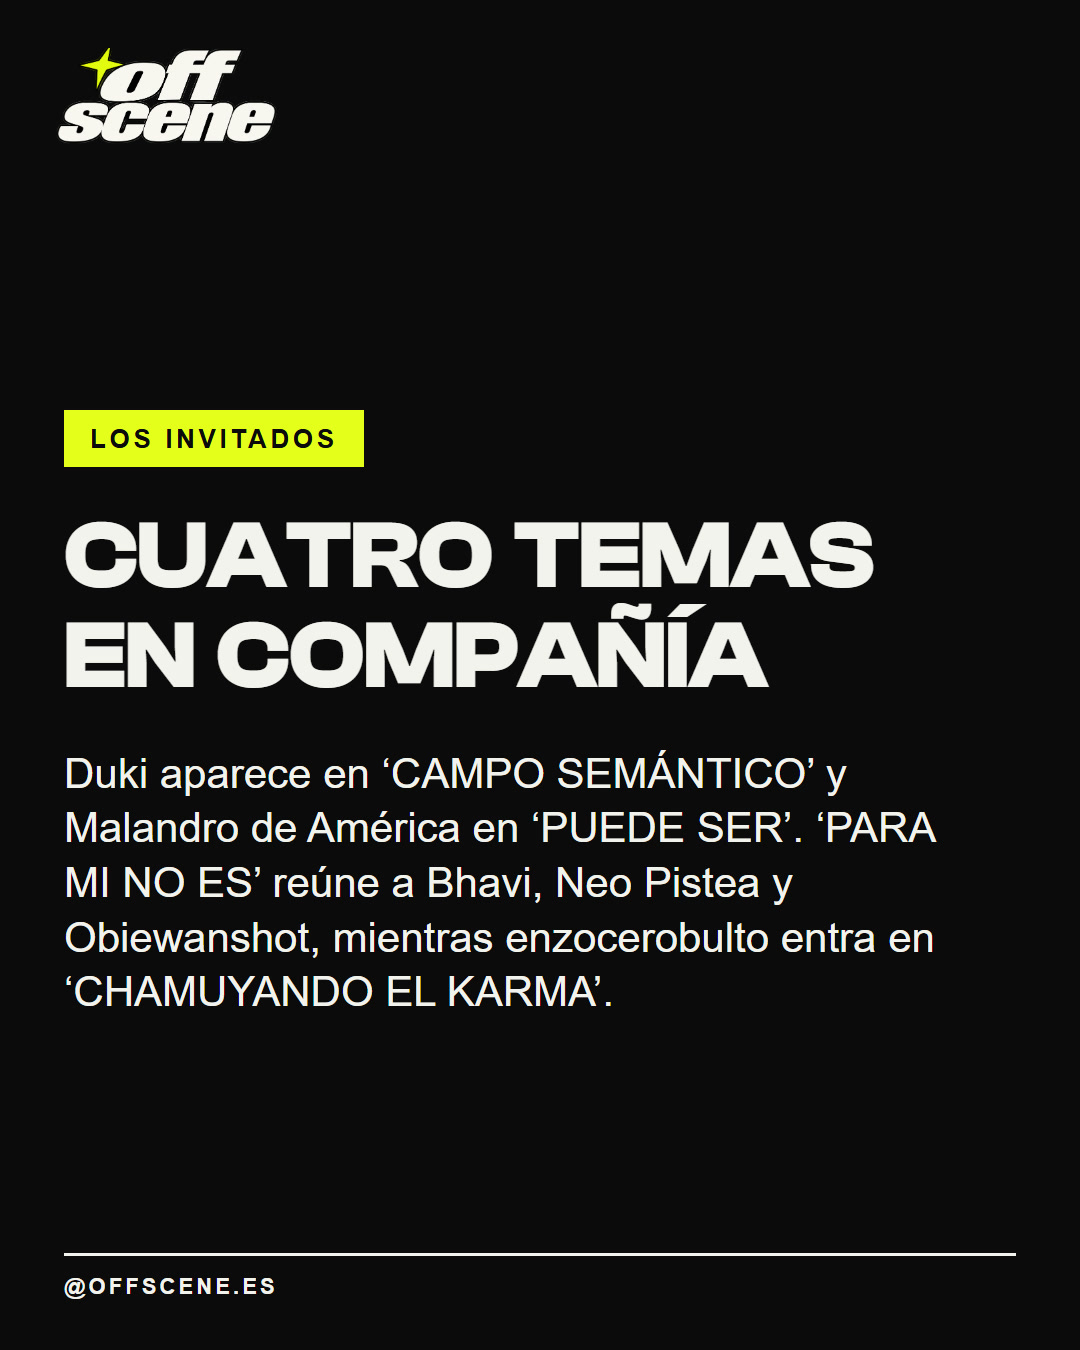 off
scene
LOS INVITADOS
CUATRO TEMAS
EN COMPAÑÍA
Duki aparece en ‘CAMPO SEMÁNTICO’ y
Malandro de América en ‘PUEDE SER’. ‘PARA
MI NO ES’ reúne a Bhavi, Neo Pistea y
Obiewanshot, mientras enzocerobulto entra en
‘CHAMUYANDO EL KARMA’.
@OFFSCENE.ES